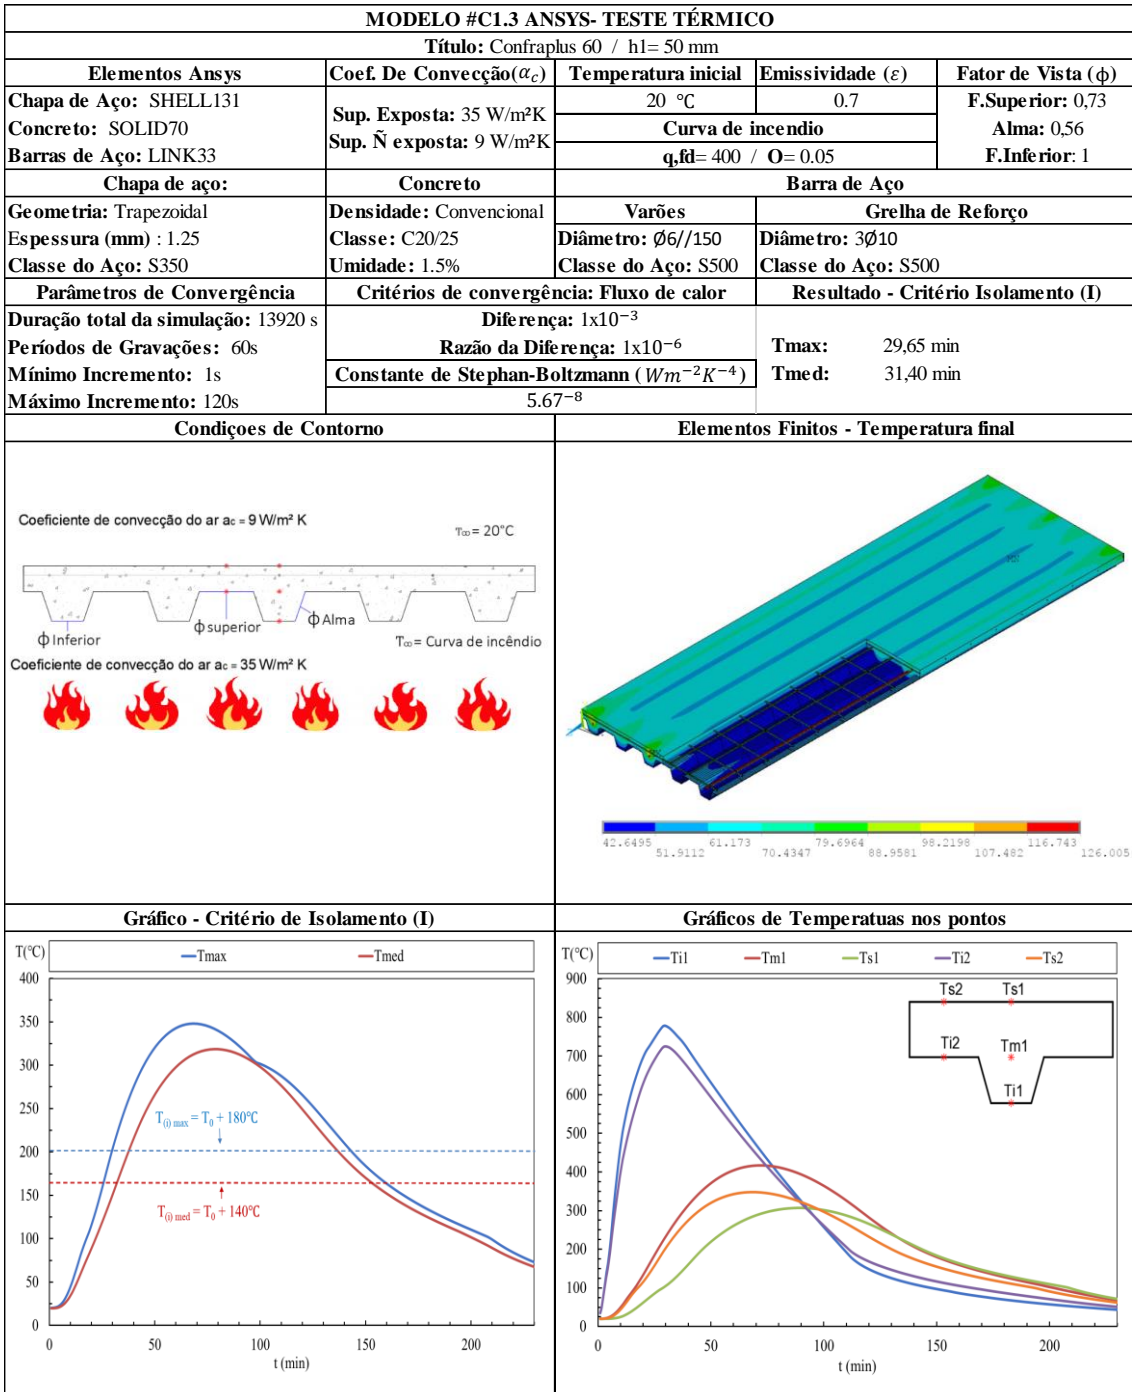 MODELO #C1.3 ANSYS- TESTE TÉRMICO
Título: Confraplus 60 / h1= 50 mm
Elementos Ansys
Coef. De Convecção(α𝑐)
Temperatura inicial
Emissividade (ε)
Fator de Vista (ϕ)
Chapa de Aço: SHELL131
Concreto: SOLID70
Barras de Aço: LINK33
Sup. Exposta: 35 W/m²K
Sup. Ñ exposta: 9 W/m²K
20 °C
0.7
Curva de incendio
q,fd= 400 / O= 0.05
F.Superior: 0,73
Alma: 0,56
F.Inferior: 1
Chapa de aço:
Concreto
Barra de Aço
Geometria: Trapezoidal
Espessura (mm) : 1.25
Classe do Aço: S350
Densidade: Convencional
Classe: C20/25
Umidade: 1.5%
Varões
Grelha de Reforço
Diâmetro: Ø6//150
Diâmetro: 3Ø10
Classe do Aço: S500
Classe do Aço: S500
Parâmetros de Convergência
Critérios de convergência: Fluxo de calor
Resultado - Critério Isolamento (I)
Duração total da simulação: 13920 s
Períodos de Gravações: 60s
Mínimo Incremento: 1s
Máximo Incremento: 120s
Diferença: 1x10⁻³
Razão da Diferença: 1x10⁻⁶
Constante de Stephan-Boltzmann (Wm⁻²K⁻⁴)
5.67⁻⁸
Tmax: 29,65 min
Tmed: 31,40 min
Condiçoes de Contorno
Elementos Finitos - Temperatura final
Coeficiente de convecção do ar ac = 9 W/m² K
T∞= 20°C
ϕ Inferior
ϕ superior
ϕ Alma
T∞= Curva de incêndio
Coeficiente de convecção do ar ac = 35 W/m² K
42.6495 61.173 79.6964 98.2198 116.743
51.9112 70.4347 88.9581 107.482 126.005
Gráfico - Critério de Isolamento (I)
Gráficos de Temperatuas nos pontos
T(°C)
Tmax Tmed
400
350
300
250
200
150
100
50
0
T(i) max = T0 + 180°C
T(i) med = T0 + 140°C
0 50 100 150 200
t (min)
T(°C)
Ti1 Tm1 Ts1 Ti2 Ts2
900
800
700
600
500
400
300
200
100
0
Ts2 Ts1
Ti2 Tm1
Ti1
0 50 100 150 200
t (min)